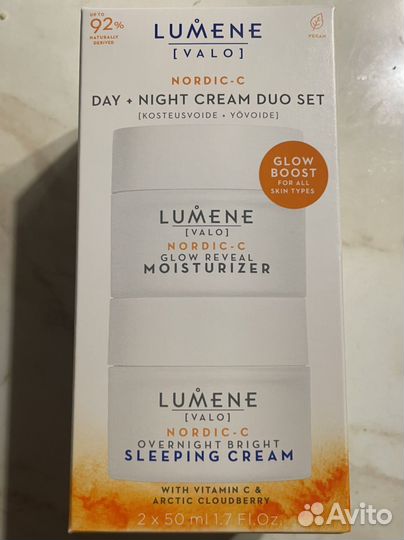 UP TO
92%
NATURALLY
DERIVED
LUMENE
[VALO]
VEGAN
NORDIC-C
DAY + NIGHT CREAM DUO SET
[KOSTEUSVOIDE • YÖVOIDE]
GLOW
BOOST
FOR ALL
SKIN TYPES
LUMENE
[VALO]
NORDIC-C
GLOW REVEAL
MOISTURIZER
LUMENE
[VALO]
NORDIC-C
OVERNIGHT BRIGHT
SLEEPING CREAM
WITH VITAMIN C &
ARCTIC CLOUDBERRY
2 x 50 ml 1.7 Fl.Oz.
Avito